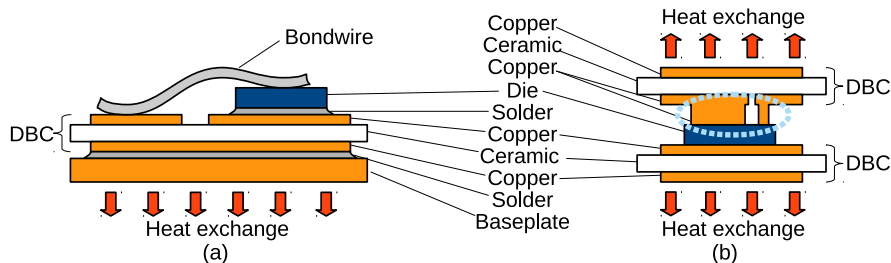 Bondwire
DBC
Heat exchange
(a)
Copper
Ceramic
Copper
Die
Solder
Copper
Ceramic
Copper
Solder
Baseplate
Heat exchange
DBC
DBC
Heat exchange
(b)